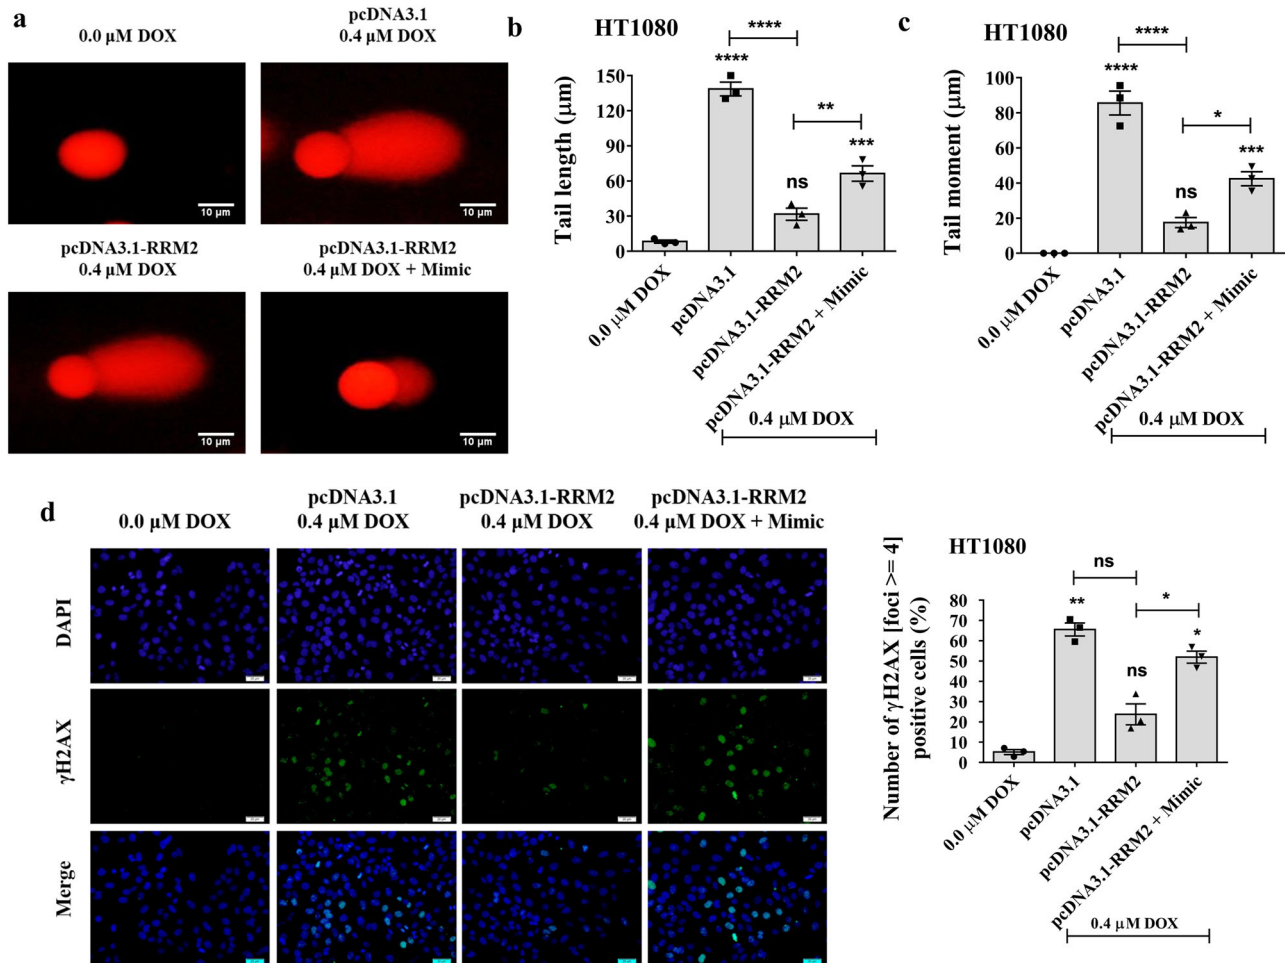 a
0.0 µM DOX
pcDNA3.1
0.4 µM DOX
10 µm
pcDNA3.1-RRM2
0.4 µM DOX
pcDNA3.1-RRM2
0.4 µM DOX + Mimic
10 µm
10 µm
b
HT1080
****
****
**
***
ns
Tail length (µm)
150
120
90
60
30
0
0.0 µM DOX
pcDNA3.1
pcDNA3.1-RRM2
pcDNA3.1-RRM2 + Mimic
0.4 µM DOX
c
HT1080
****
****
*
***
ns
Tail moment (µm)
100
80
60
40
20
0
0.0 µM DOX
pcDNA3.1
pcDNA3.1-RRM2
pcDNA3.1-RRM2 + Mimic
0.4 µM DOX
d
0.0 µM DOX
pcDNA3.1
0.4 µM DOX
pcDNA3.1-RRM2
0.4 µM DOX
pcDNA3.1-RRM2
0.4 µM DOX + Mimic
DAPI
γH2AX
Merge
HT1080
ns
**
*
*
ns
Number of γH2AX [foci >= 4]
positive cells (%)
80
70
60
50
40
30
20
10
0
0.0 µM DOX
pcDNA3.1
pcDNA3.1-RRM2
pcDNA3.1-RRM2 + Mimic
0.4 µM DOX